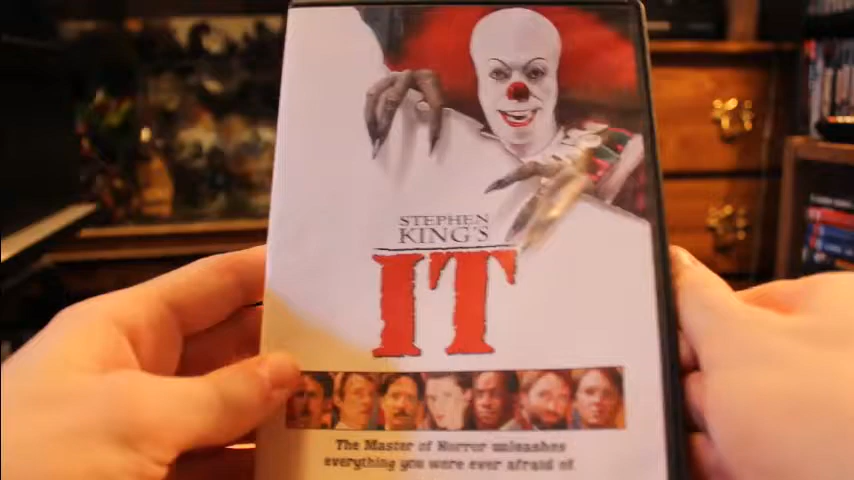 STEPHEN
KING'S
IT
The Master of Horror unleashes
everything you were ever afraid of